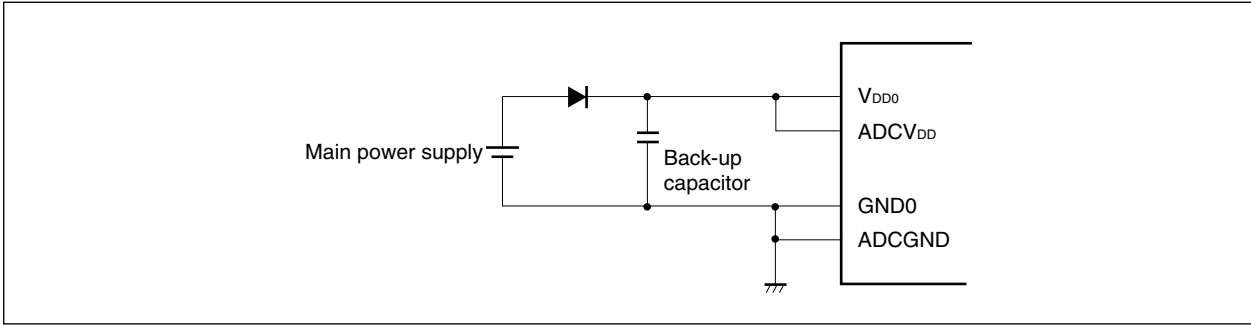 VDD0
ADCVDD
Main power supply
Back-up
capacitor
GND0
ADCGND